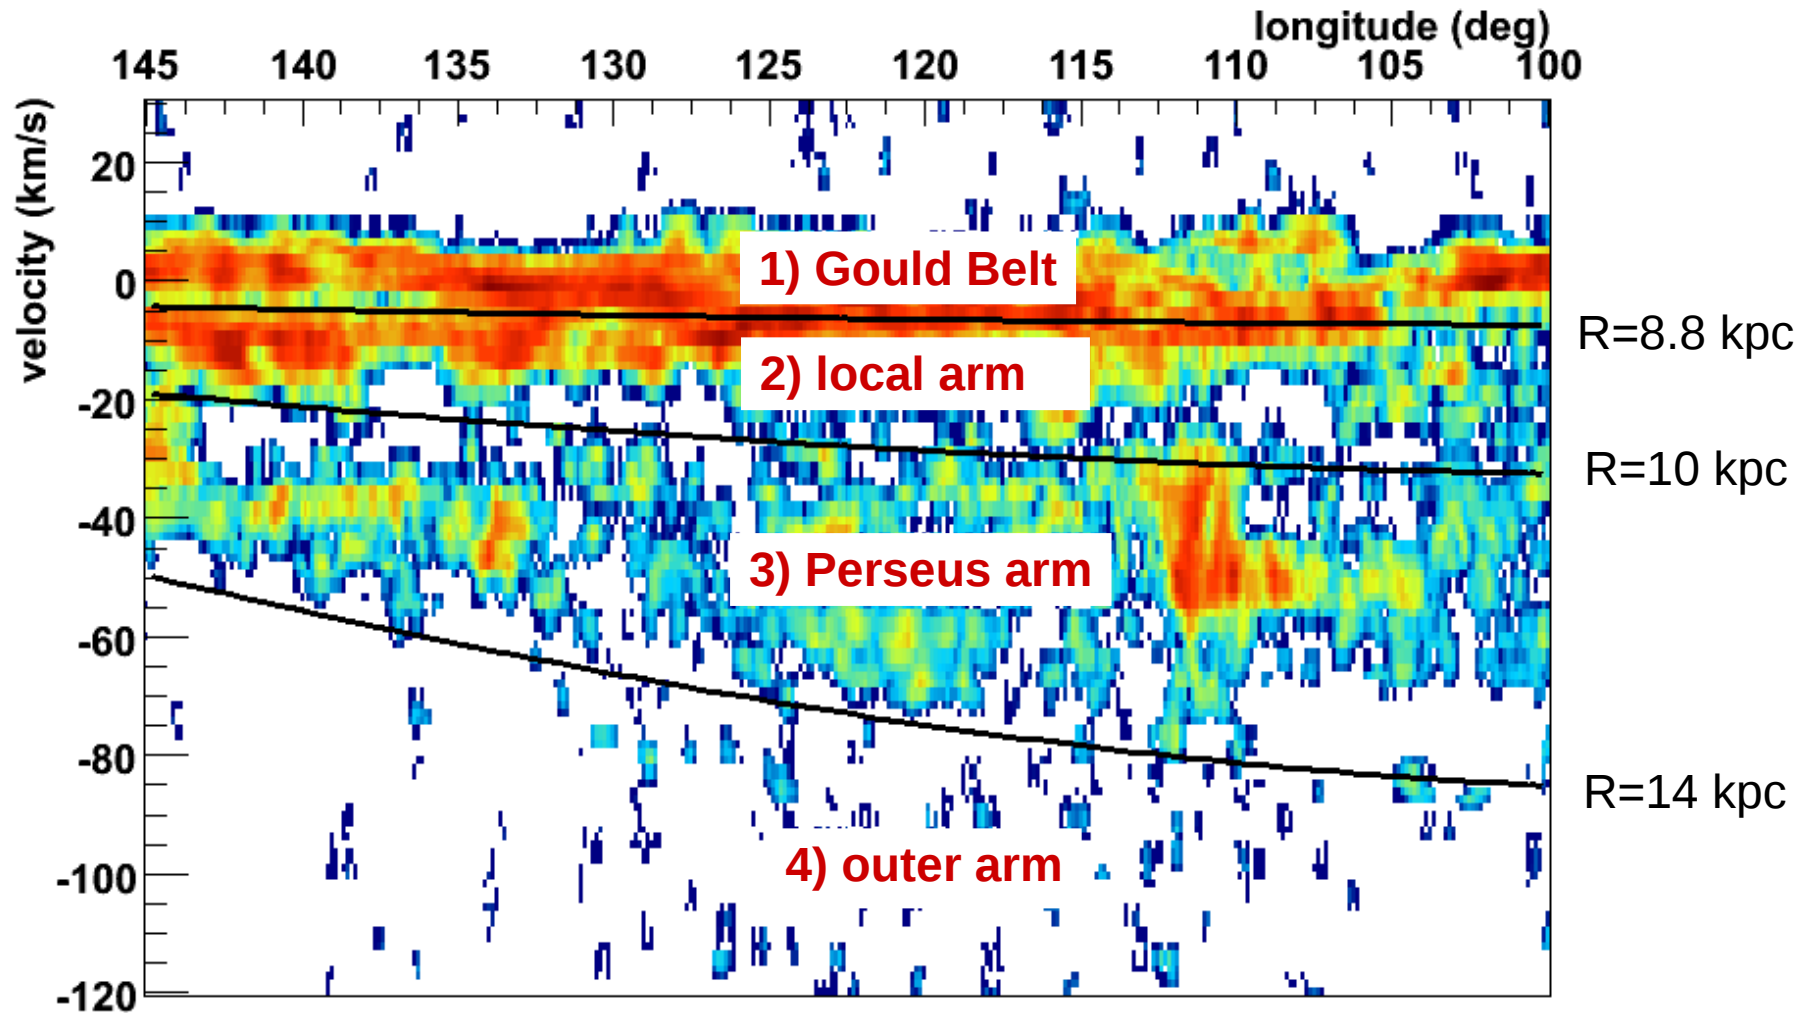 longitude (deg)
145 140 135 130 125 120 115 110 105 100
velocity (km/s)
20
0
-20
-40
-60
-80
-100
-120
1) Gould Belt
R=8.8 kpc
2) local arm
R=10 kpc
3) Perseus arm
R=14 kpc
4) outer arm